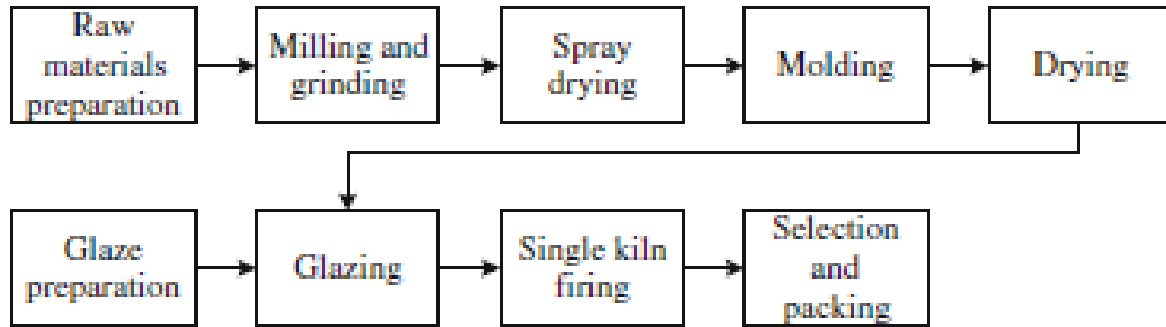 Raw
materials
preparation
Milling and
grinding
Spray
drying
Molding
Drying
Glaze
preparation
Glazing
Single kiln
firing
Selection
and
packing